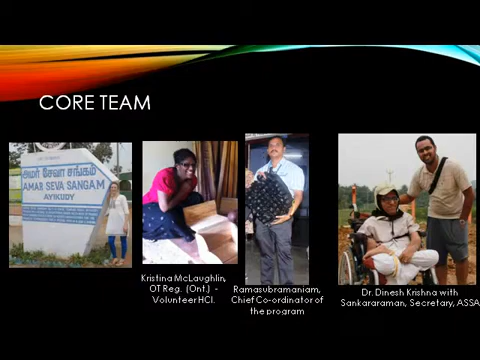 CORE TEAM
அமர் சேவா சங்கம்
AMAR SEVA SANGAM
AYIKUDY
Kristina McLaughlin,
OT Reg. (Ont.) -
Volunteer HCI.
Ramasubramaniam,
Chief Co-ordinator of
the program
Dr. Dinesh Krishna with
Sankararaman, Secretary, ASSA